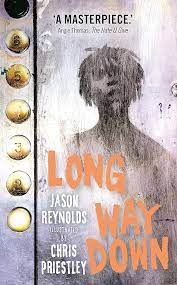 'A MASTERPIECE.'
Angie Thomas, The Hate U Give
LONG
JASON
REYNOLDS
WAY
ILLUSTRATED
BY
DOWN
CHRIS
PRIESTLEY